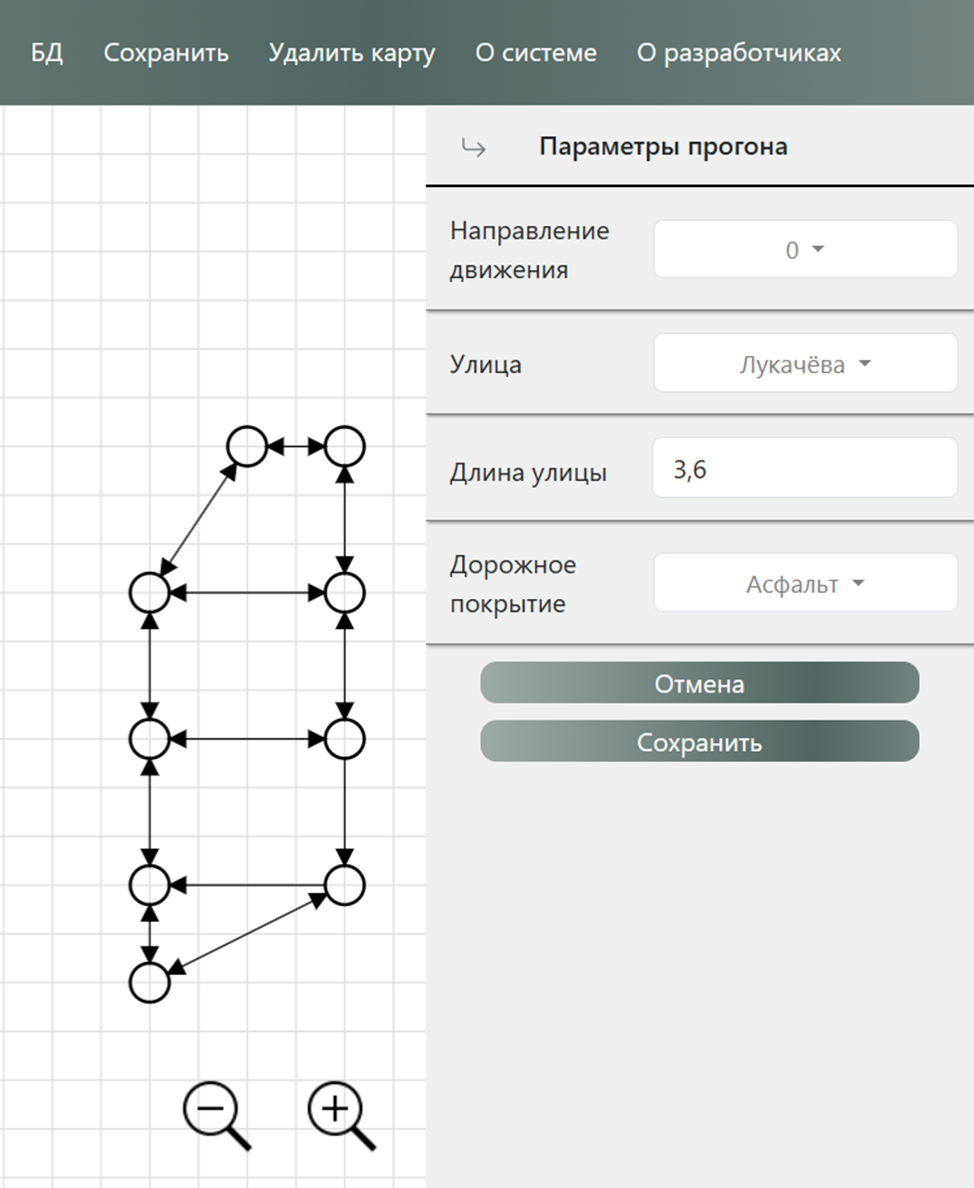 БД Сохранить Удалить карту О системе О разработчиках
Параметры прогона
Направление
движения
0
Улица
Лукачёва
Длина улицы
3,6
Дорожное
покрытие
Асфальт
Отмена
Сохранить